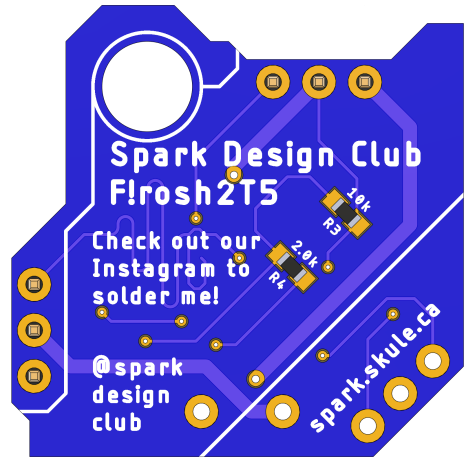 Spark Design Club
F!rosh2T5
10k
R3
Check out our
Instagram to
solder me!
2.0k
R4
@spark
design
club
spark.skule.ca